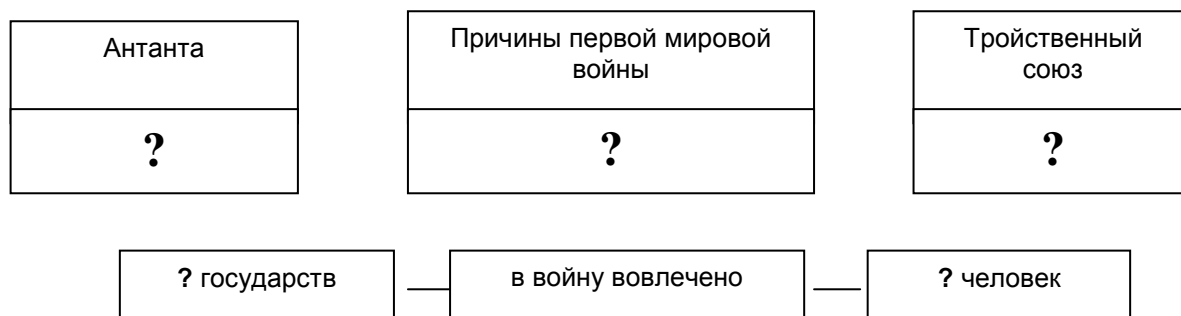 Антанта
?
Причины первой мировой
войны
?
Тройственный
союз
?
? государств
в войну вовлечено
? человек